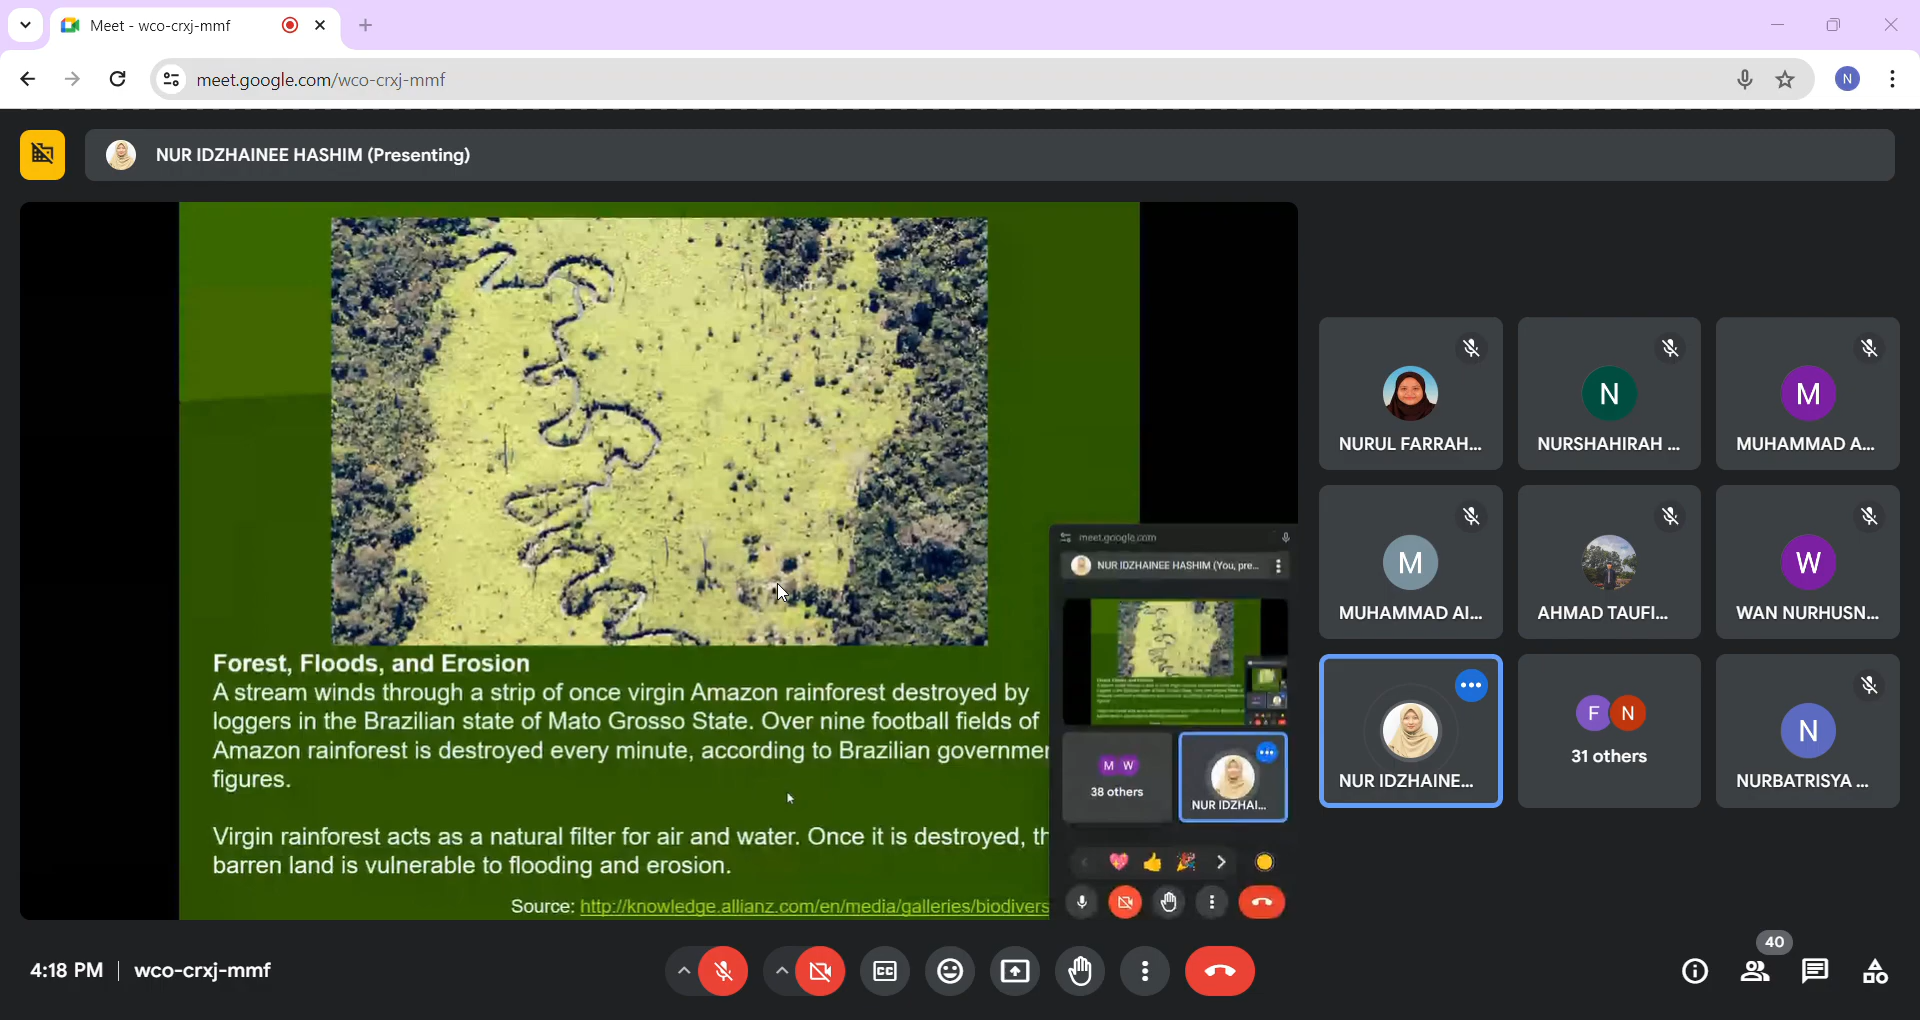 Meet - wco-crxj-mmf
meet.google.com/wco-crxj-mmf
N
NUR IDZHAINEE HASHIM (Presenting)
Forest, Floods, and Erosion
A stream winds through a strip of once virgin Amazon rainforest destroyed by
loggers in the Brazilian state of Mato Grosso State. Over nine football fields of
Amazon rainforest is destroyed every minute, according to Brazilian governmen
figures.
Virgin rainforest acts as a natural filter for air and water. Once it is destroyed, th
barren land is vulnerable to flooding and erosion.
Source: http://knowledge.allianz.com/en/media/galleries/biodivers
meet.google.com
NUR IDZHAINEE HASHIM (You, pre...
M W
38 others
NUR IDZHAI...
NURUL FARRAH...
N
NURSHAHIRAH ...
M
MUHAMMAD A...
M
MUHAMMAD AI...
AHMAD TAUFI...
W
WAN NURHUSN...
NUR IDZHAINE...
F N
31 others
N
NURBATRISYA ...
4:18 PM | wco-crxj-mmf
CC
40